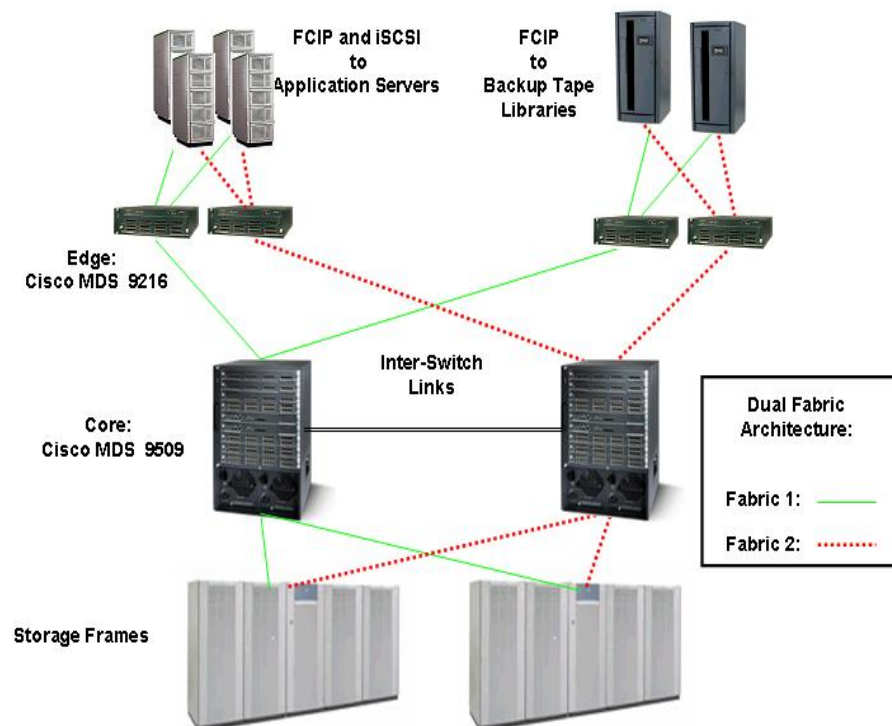 FCIP and iSCSI
to
Application Servers
FCIP
to
Backup Tape
Libraries
Edge:
Cisco MDS 9216
Inter-Switch
Links
Core:
Cisco MDS 9509
Dual Fabric
Architecture:
Fabric 1:
Fabric 2:
Storage Frames